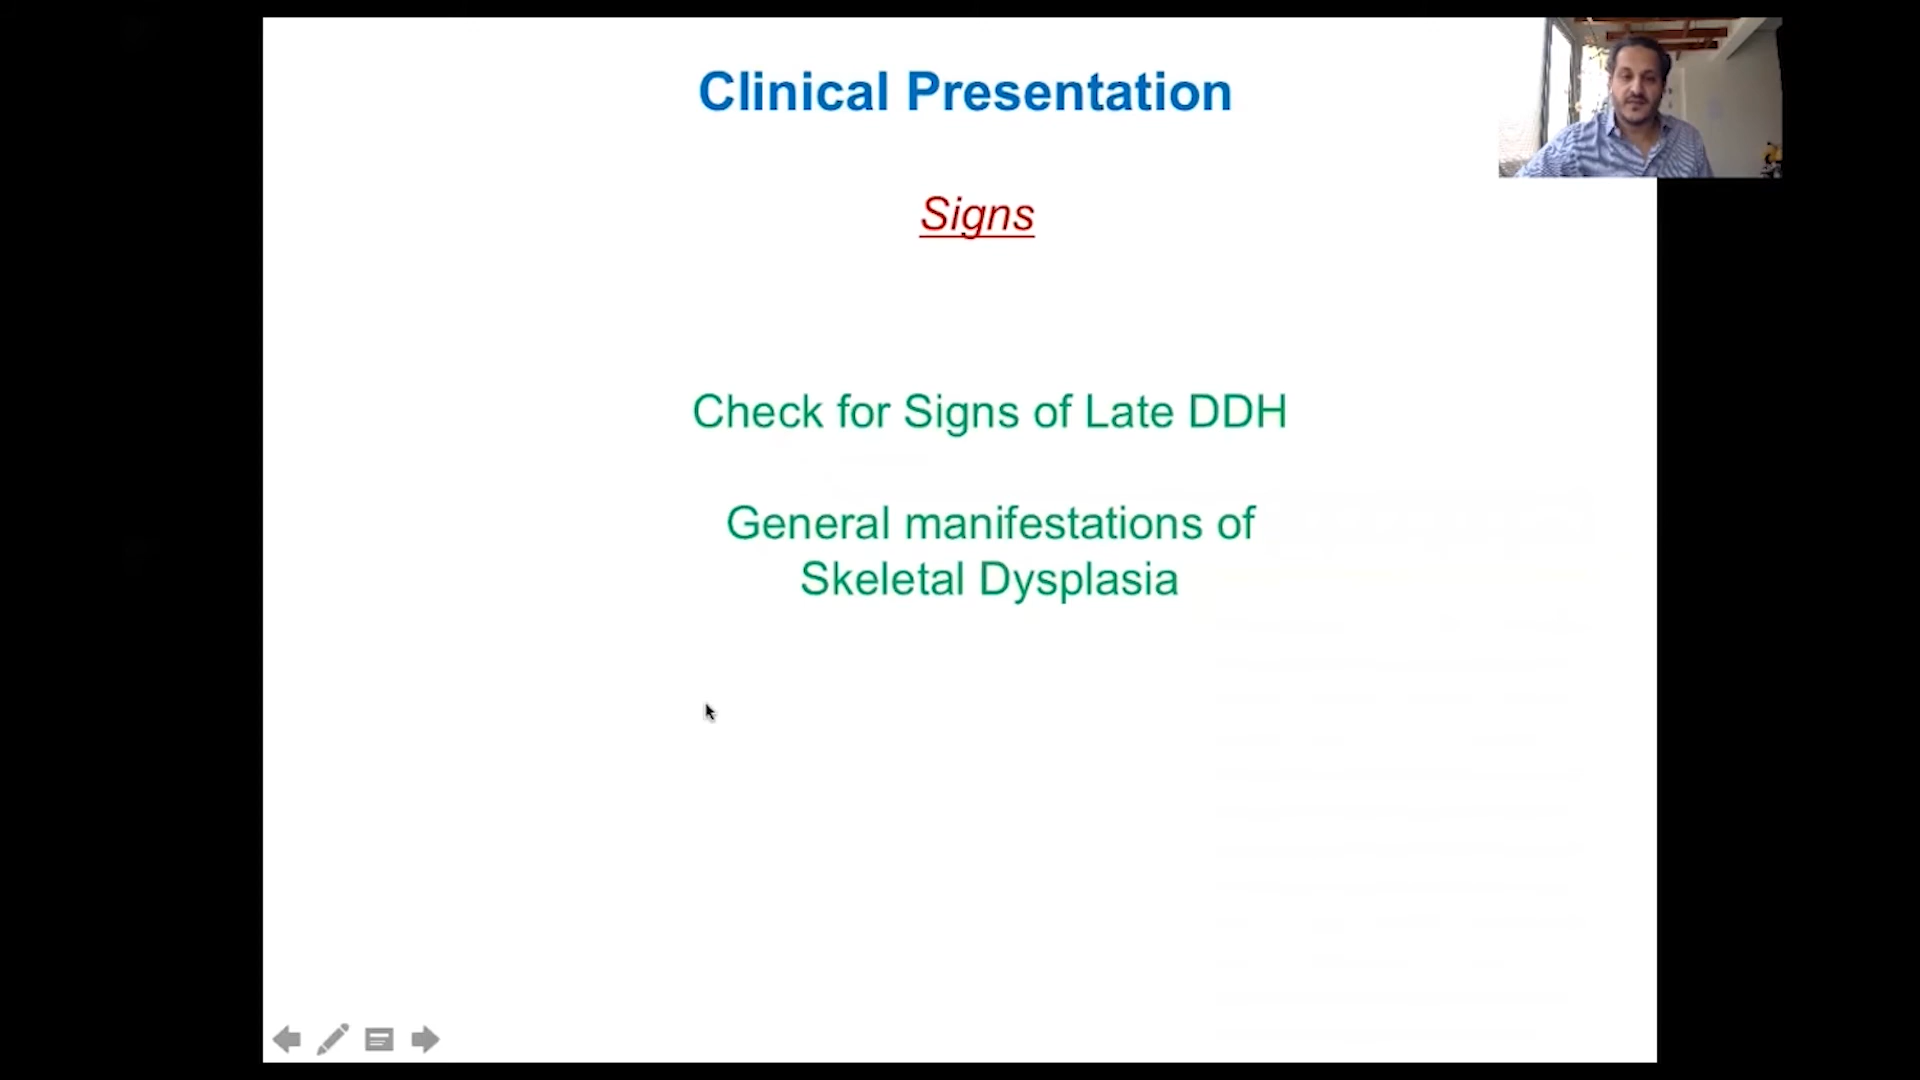 Clinical Presentation
Signs
Check for Signs of Late DDH
General manifestations of
Skeletal Dysplasia